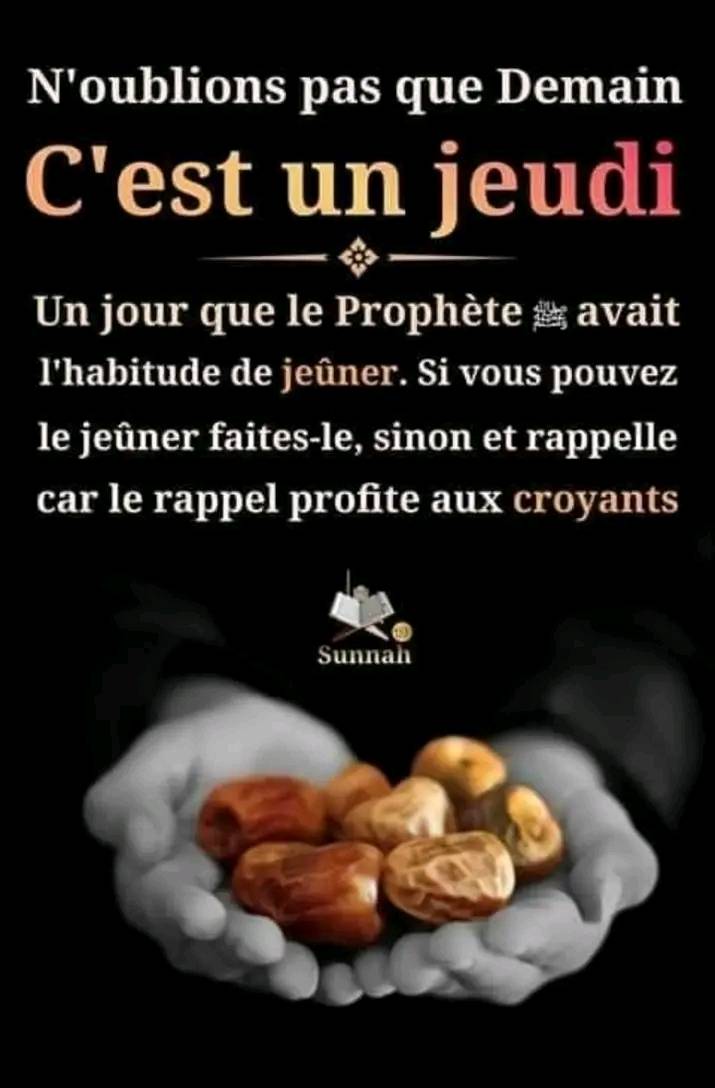 N'oublions pas que Demain
C'est un jeudi
Un jour que le Prophète ﷺ avait
l'habitude de jeûner. Si vous pouvez
le jeûner faites-le, sinon et rappelle
car le rappel profite aux croyants
Sunnah